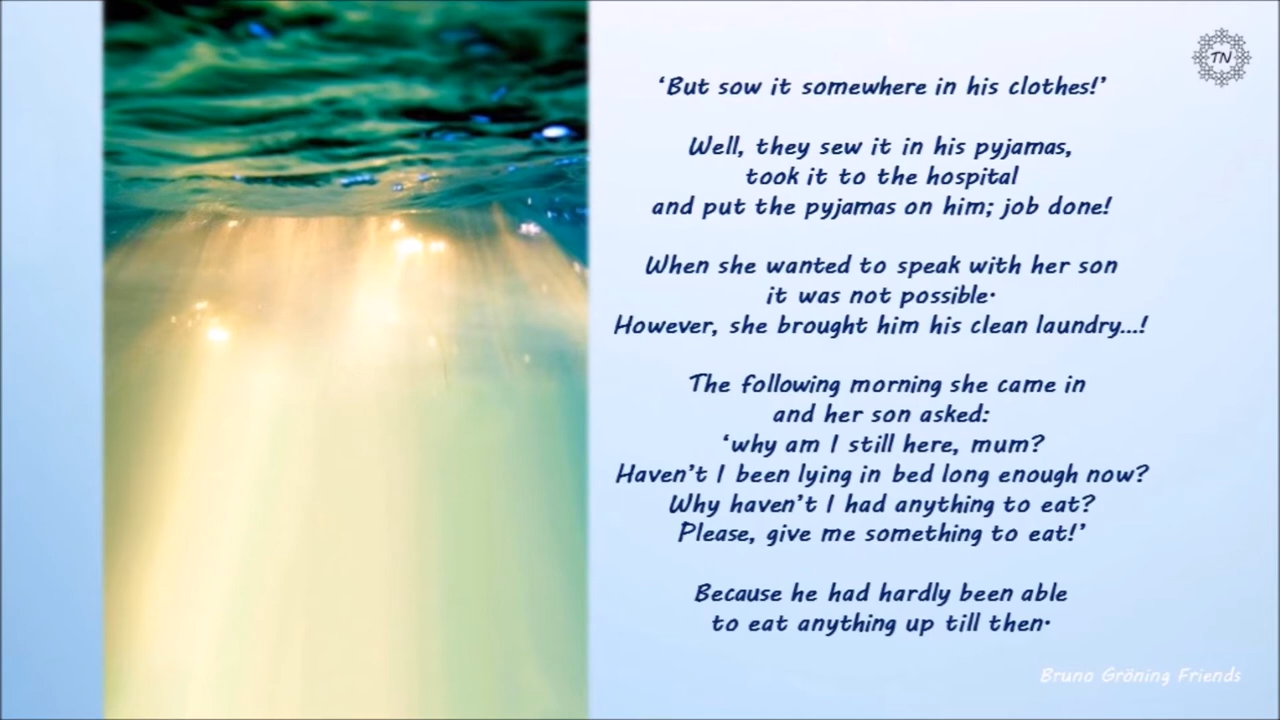 TN
‘But sow it somewhere in his clothes!’
Well, they sew it in his pyjamas,
took it to the hospital
and put the pyjamas on him; job done!
When she wanted to speak with her son
it was not possible·
However, she brought him his clean laundry...!
The following morning she came in
and her son asked:
‘why am I still here, mum?
Haven’t I been lying in bed long enough now?
Why haven’t I had anything to eat?
Please, give me something to eat!’
Because he had hardly been able
to eat anything up till then·
Bruno Gröning Friends